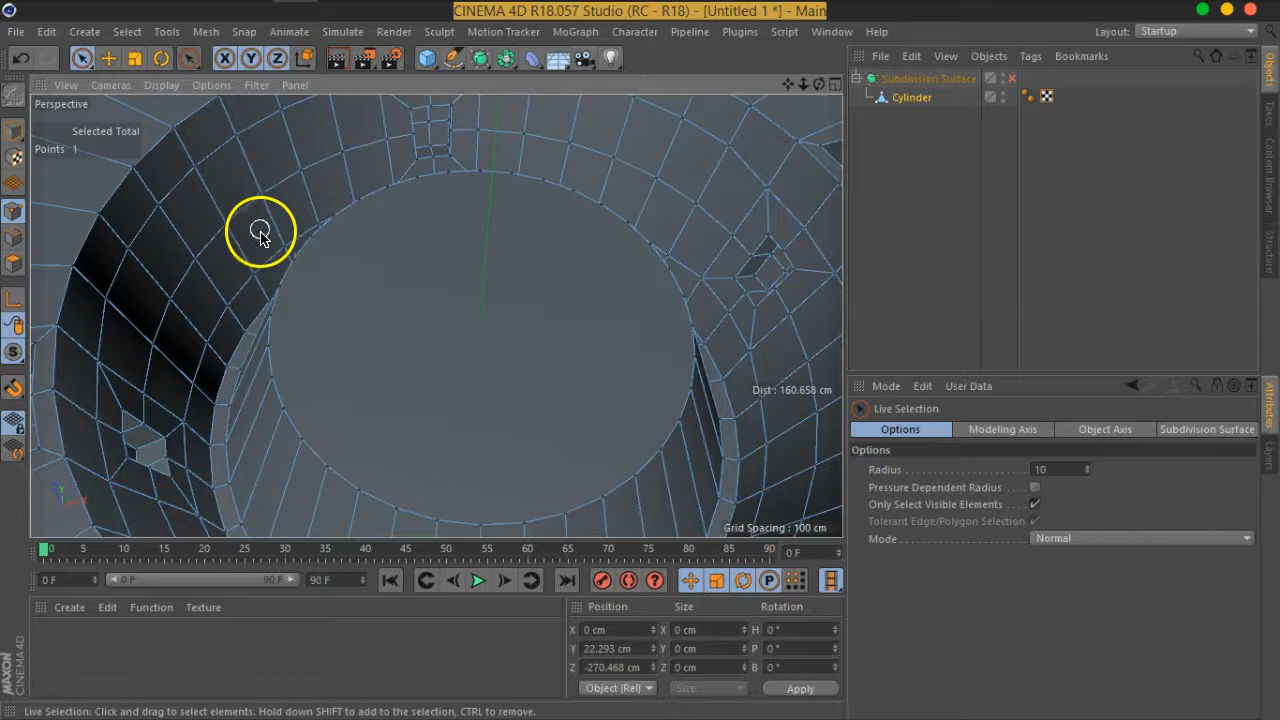 CINEMA 4D R18.057 Studio (RC - R18) - [Untitled 1 *] - Main
File Edit Create Select Tools Mesh Snap Animate Simulate Render Sculpt Motion Tracker MoGraph Character Pipeline Plugins Script Window Help
Layout: Startup
X Y Z
View Cameras Display Options Filter Panel
Perspective
Selected Total
Points 1
Dist : 160.658 cm
Grid Spacing : 100 cm
File Edit View Objects Tags Bookmarks
Subdivision Surface
Cylinder
Objects
Takes
Content Browser
Structure
Mode Edit User Data
Live Selection
Options Modeling Axis Object Axis Subdivision Surface
Options
Radius 10
Pressure Dependent Radius
Only Select Visible Elements
Tolerant Edge/Polygon Selection
Mode Normal
Attributes
Layers
0 5 10 15 20 25 30 35 40 45 50 55 60 65 70 75 80 85 90 0 F
0 F 0 F 90 F 90 F
P
Create Edit Function Texture
Position Size Rotation
X 0 cm X 0 cm H 0 °
Y 22.293 cm Y 0 cm P 0 °
Z -270.468 cm Z 0 cm B 0 °
Object (Rel) Size Apply
MAXON CINEMA 4D
Live Selection: Click and drag to select elements. Hold down SHIFT to add to the selection, CTRL to remove.